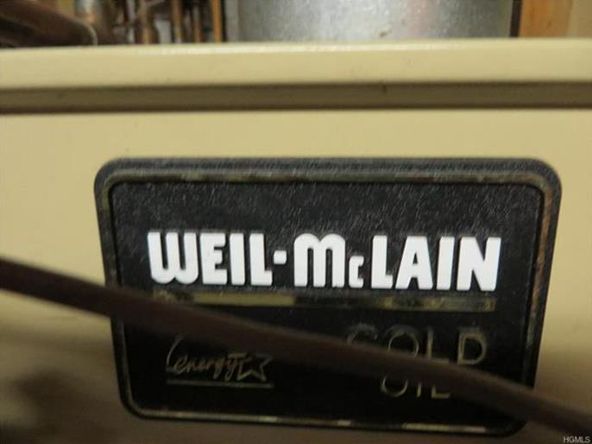 WEIL-McLAIN
energy
GOLD
OIL
HGMLS